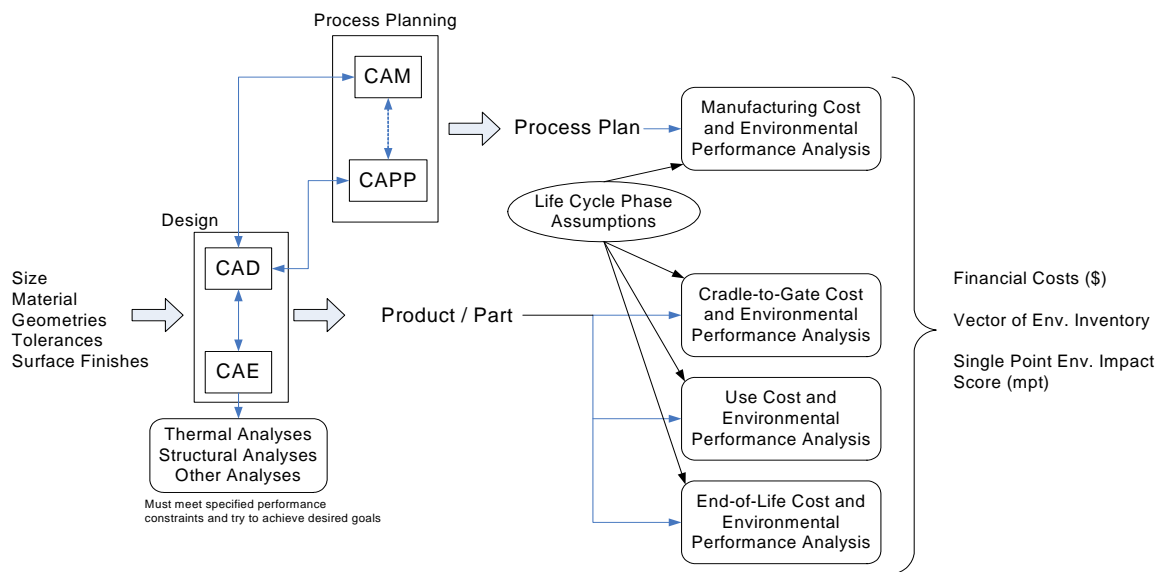 Process Planning
CAM
CAPP
Process Plan
Manufacturing Cost
and Environmental
Performance Analysis
Life Cycle Phase
Assumptions
Design
CAD
CAE
Size
Material
Geometries
Tolerances
Surface Finishes
Product / Part
Thermal Analyses
Structural Analyses
Other Analyses
Must meet specified performance
constraints and try to achieve desired goals
Cradle-to-Gate Cost
and Environmental
Performance Analysis
Use Cost and
Environmental
Performance Analysis
End-of-Life Cost and
Environmental
Performance Analysis
Financial Costs ($)
Vector of Env. Inventory
Single Point Env. Impact
Score (mpt)